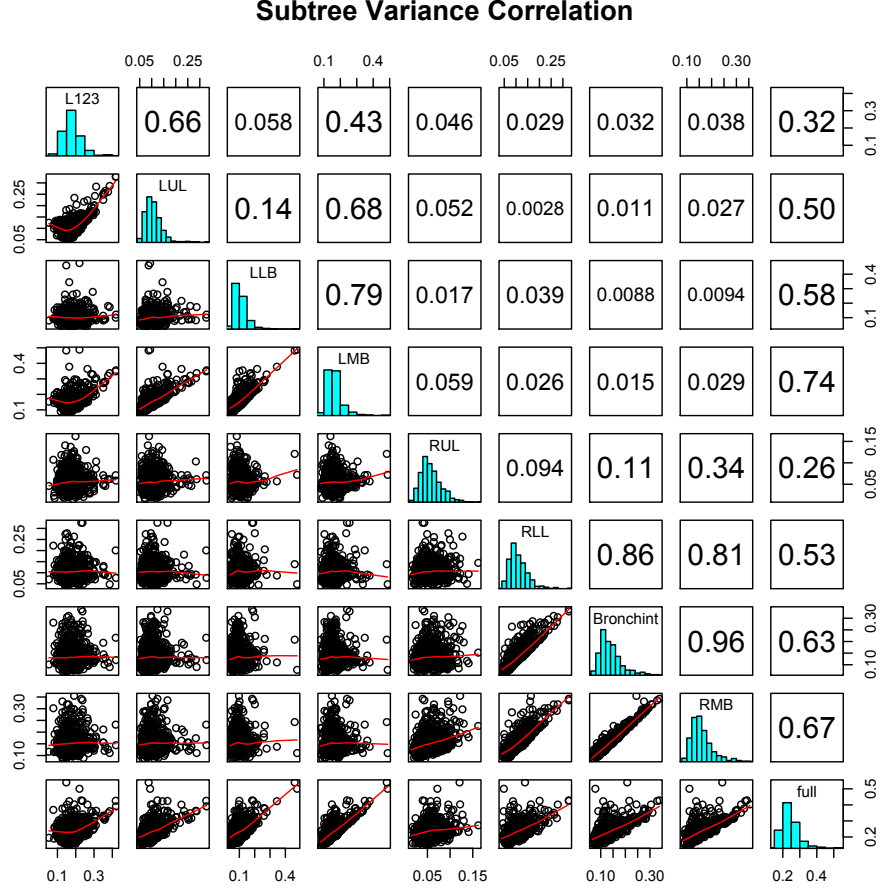 Subtree Variance Correlation
0.05 0.25 0.1 0.4 0.05 0.25 0.10 0.30
L123 0.66 0.058 0.43 0.046 0.029 0.032 0.038 0.32 0.1 0.3
0.05 0.25 LUL 0.14 0.68 0.052 0.0028 0.011 0.027 0.50
LLB 0.79 0.017 0.039 0.0088 0.0094 0.58 0.1 0.4
0.1 0.4 LMB 0.059 0.026 0.015 0.029 0.74
RUL 0.094 0.11 0.34 0.26 0.05 0.15
0.05 0.25 RLL 0.86 0.81 0.53
Bronchint 0.96 0.63 0.10 0.30
0.10 0.30 RMB 0.67
full 0.2 0.5
0.1 0.3 0.1 0.4 0.05 0.15 0.10 0.30 0.2 0.4